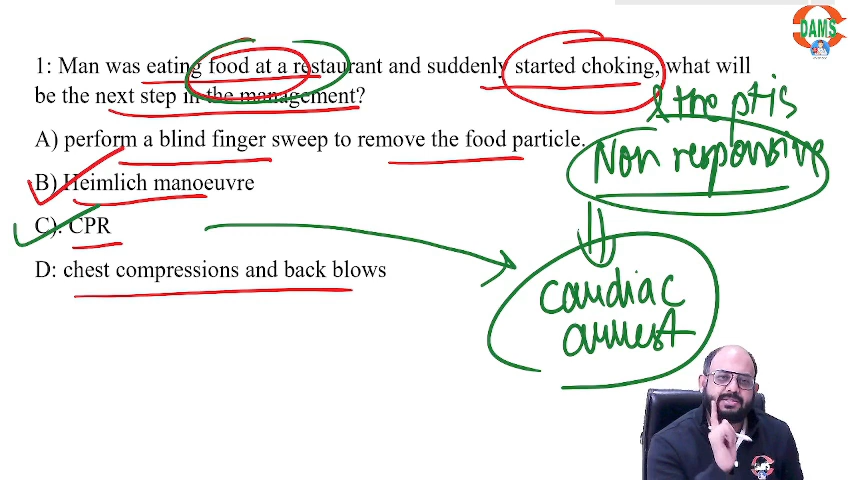 DAMS
1: Man was eating food at a restaurant and suddenly started choking, what will
be the next step in the management?
& the pt is
A) perform a blind finger sweep to remove the food particle.
Non responsive
B) Heimlich manoeuvre
C). CPR
D: chest compressions and back blows
cardiac
arrest
DAMS